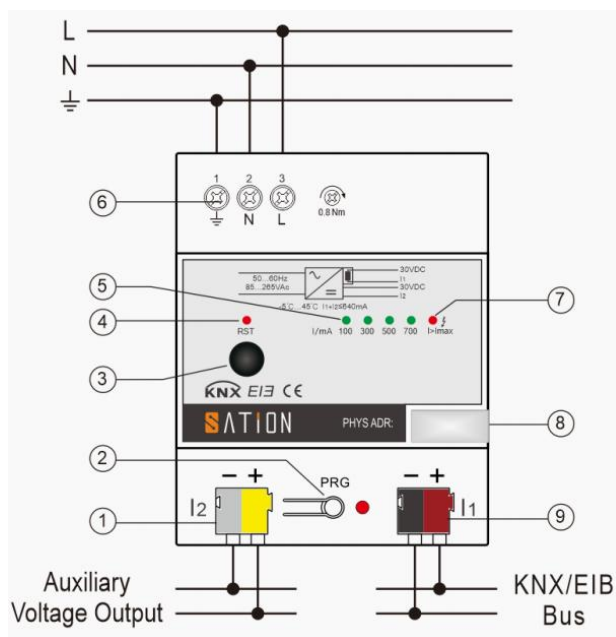 L
N
1 2 3
6
N L
0.8 Nm
50...60Hz
85...265VAc
30VDC
I1
30VDC
I2
-5°C...45°C I1+I2≤640mA
5
7
4
RST
I/mA 100 300 500 700 I>Imax
3
KNX EIB CE
SATION
PHYS ADR:
8
2
PRG
− + − +
1
I2
I1
9
Auxiliary
Voltage Output
KNX/EIB
Bus